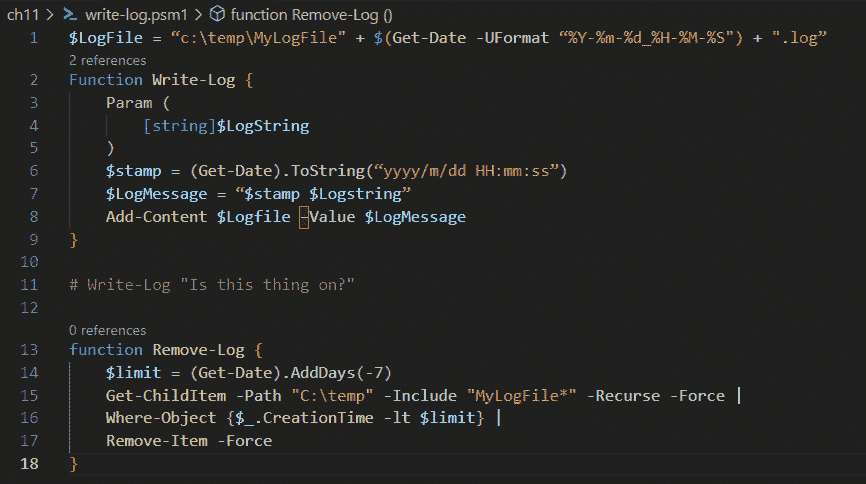 ch11 > write-log.psm1 > function Remove-Log ()
1 $LogFile = “c:\temp\MyLogFile" + $(Get-Date -UFormat “%Y-%m-%d_%H-%M-%S") + ".log”
2 references
2 Function Write-Log {
3 Param (
4 [string]$LogString
5 )
6 $stamp = (Get-Date).ToString(“yyyy/m/dd HH:mm:ss”)
7 $LogMessage = “$stamp $Logstring”
8 Add-Content $Logfile –Value $LogMessage
9 }
10
11 # Write-Log "Is this thing on?"
12
0 references
13 function Remove-Log {
14 $limit = (Get-Date).AddDays(-7)
15 Get-ChildItem -Path "C:\temp" -Include "MyLogFile*" -Recurse -Force |
16 Where-Object {$_.CreationTime -lt $limit} |
17 Remove-Item -Force
18 }